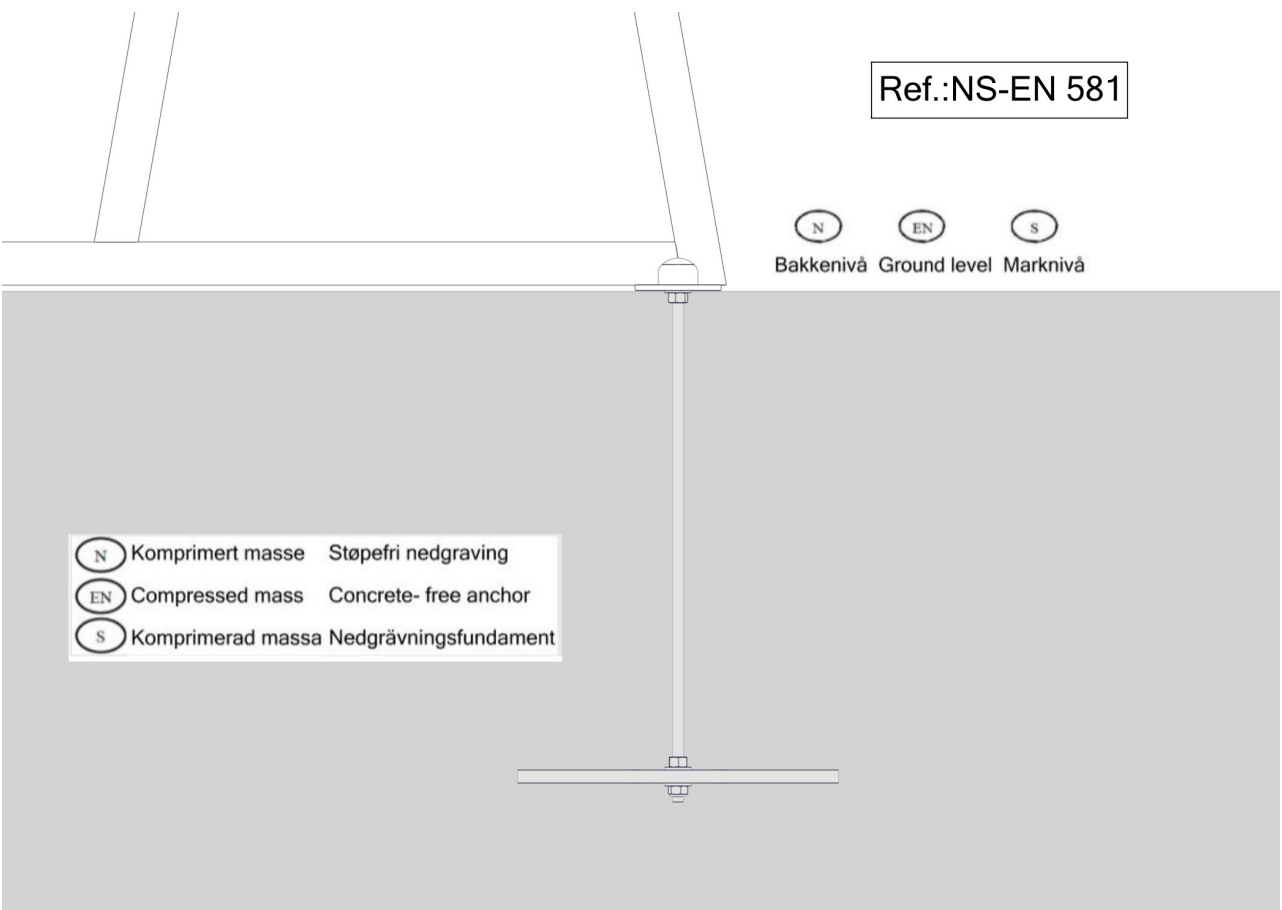 Ref.:NS-EN 581
N EN S
Bakkenivå Ground level Marknivå
N Komprimert masse Støpefri nedgraving
EN Compressed mass Concrete- free anchor
S Komprimerad massa Nedgrävningsfundament